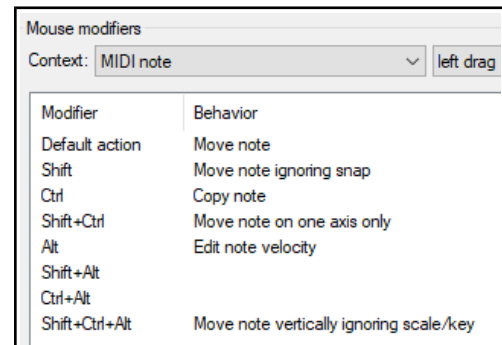 Mouse modifiers
Context: MIDI note left drag
Modifier Behavior
Default action Move note
Shift Move note ignoring snap
Ctrl Copy note
Shift+Ctrl Move note on one axis only
Alt Edit note velocity
Shift+Alt
Ctrl+Alt
Shift+Ctrl+Alt Move note vertically ignoring scale/key